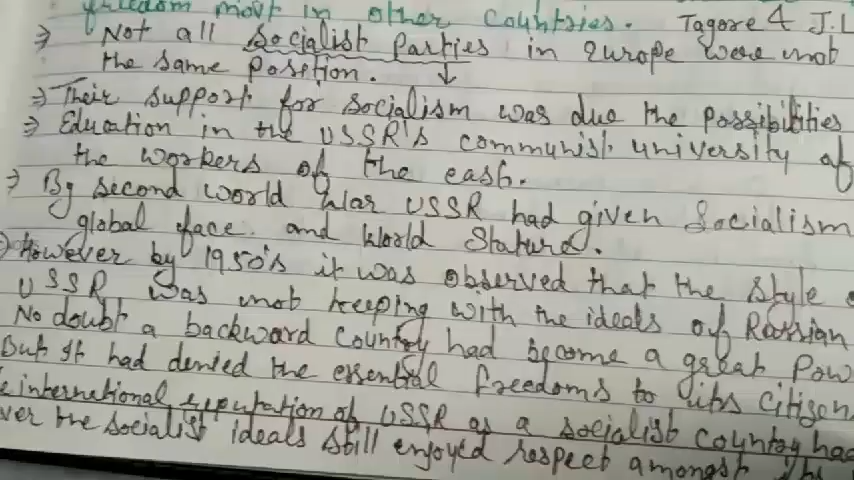 freedom movt in other countries. Tagore & J.L
⇒ Not all Socialist Parties in Europe were not
the same position. ↓
⇒ Their support for socialism was due the possibilities
⇒ Eduation in the USSR's communist university of
the workers of the east.
⇒ By second world War USSR had given Socialism
global face and World Stature.
⇒ However by 1950's it was observed that the style
USSR was not keeping with the ideals of Russian
No doubt a backward country had become a great Pow
But it had denied the essential freedoms to its citizen
e international reputation of USSR as a socialist country had
ver the socialist ideals still enjoyed respect amongst its